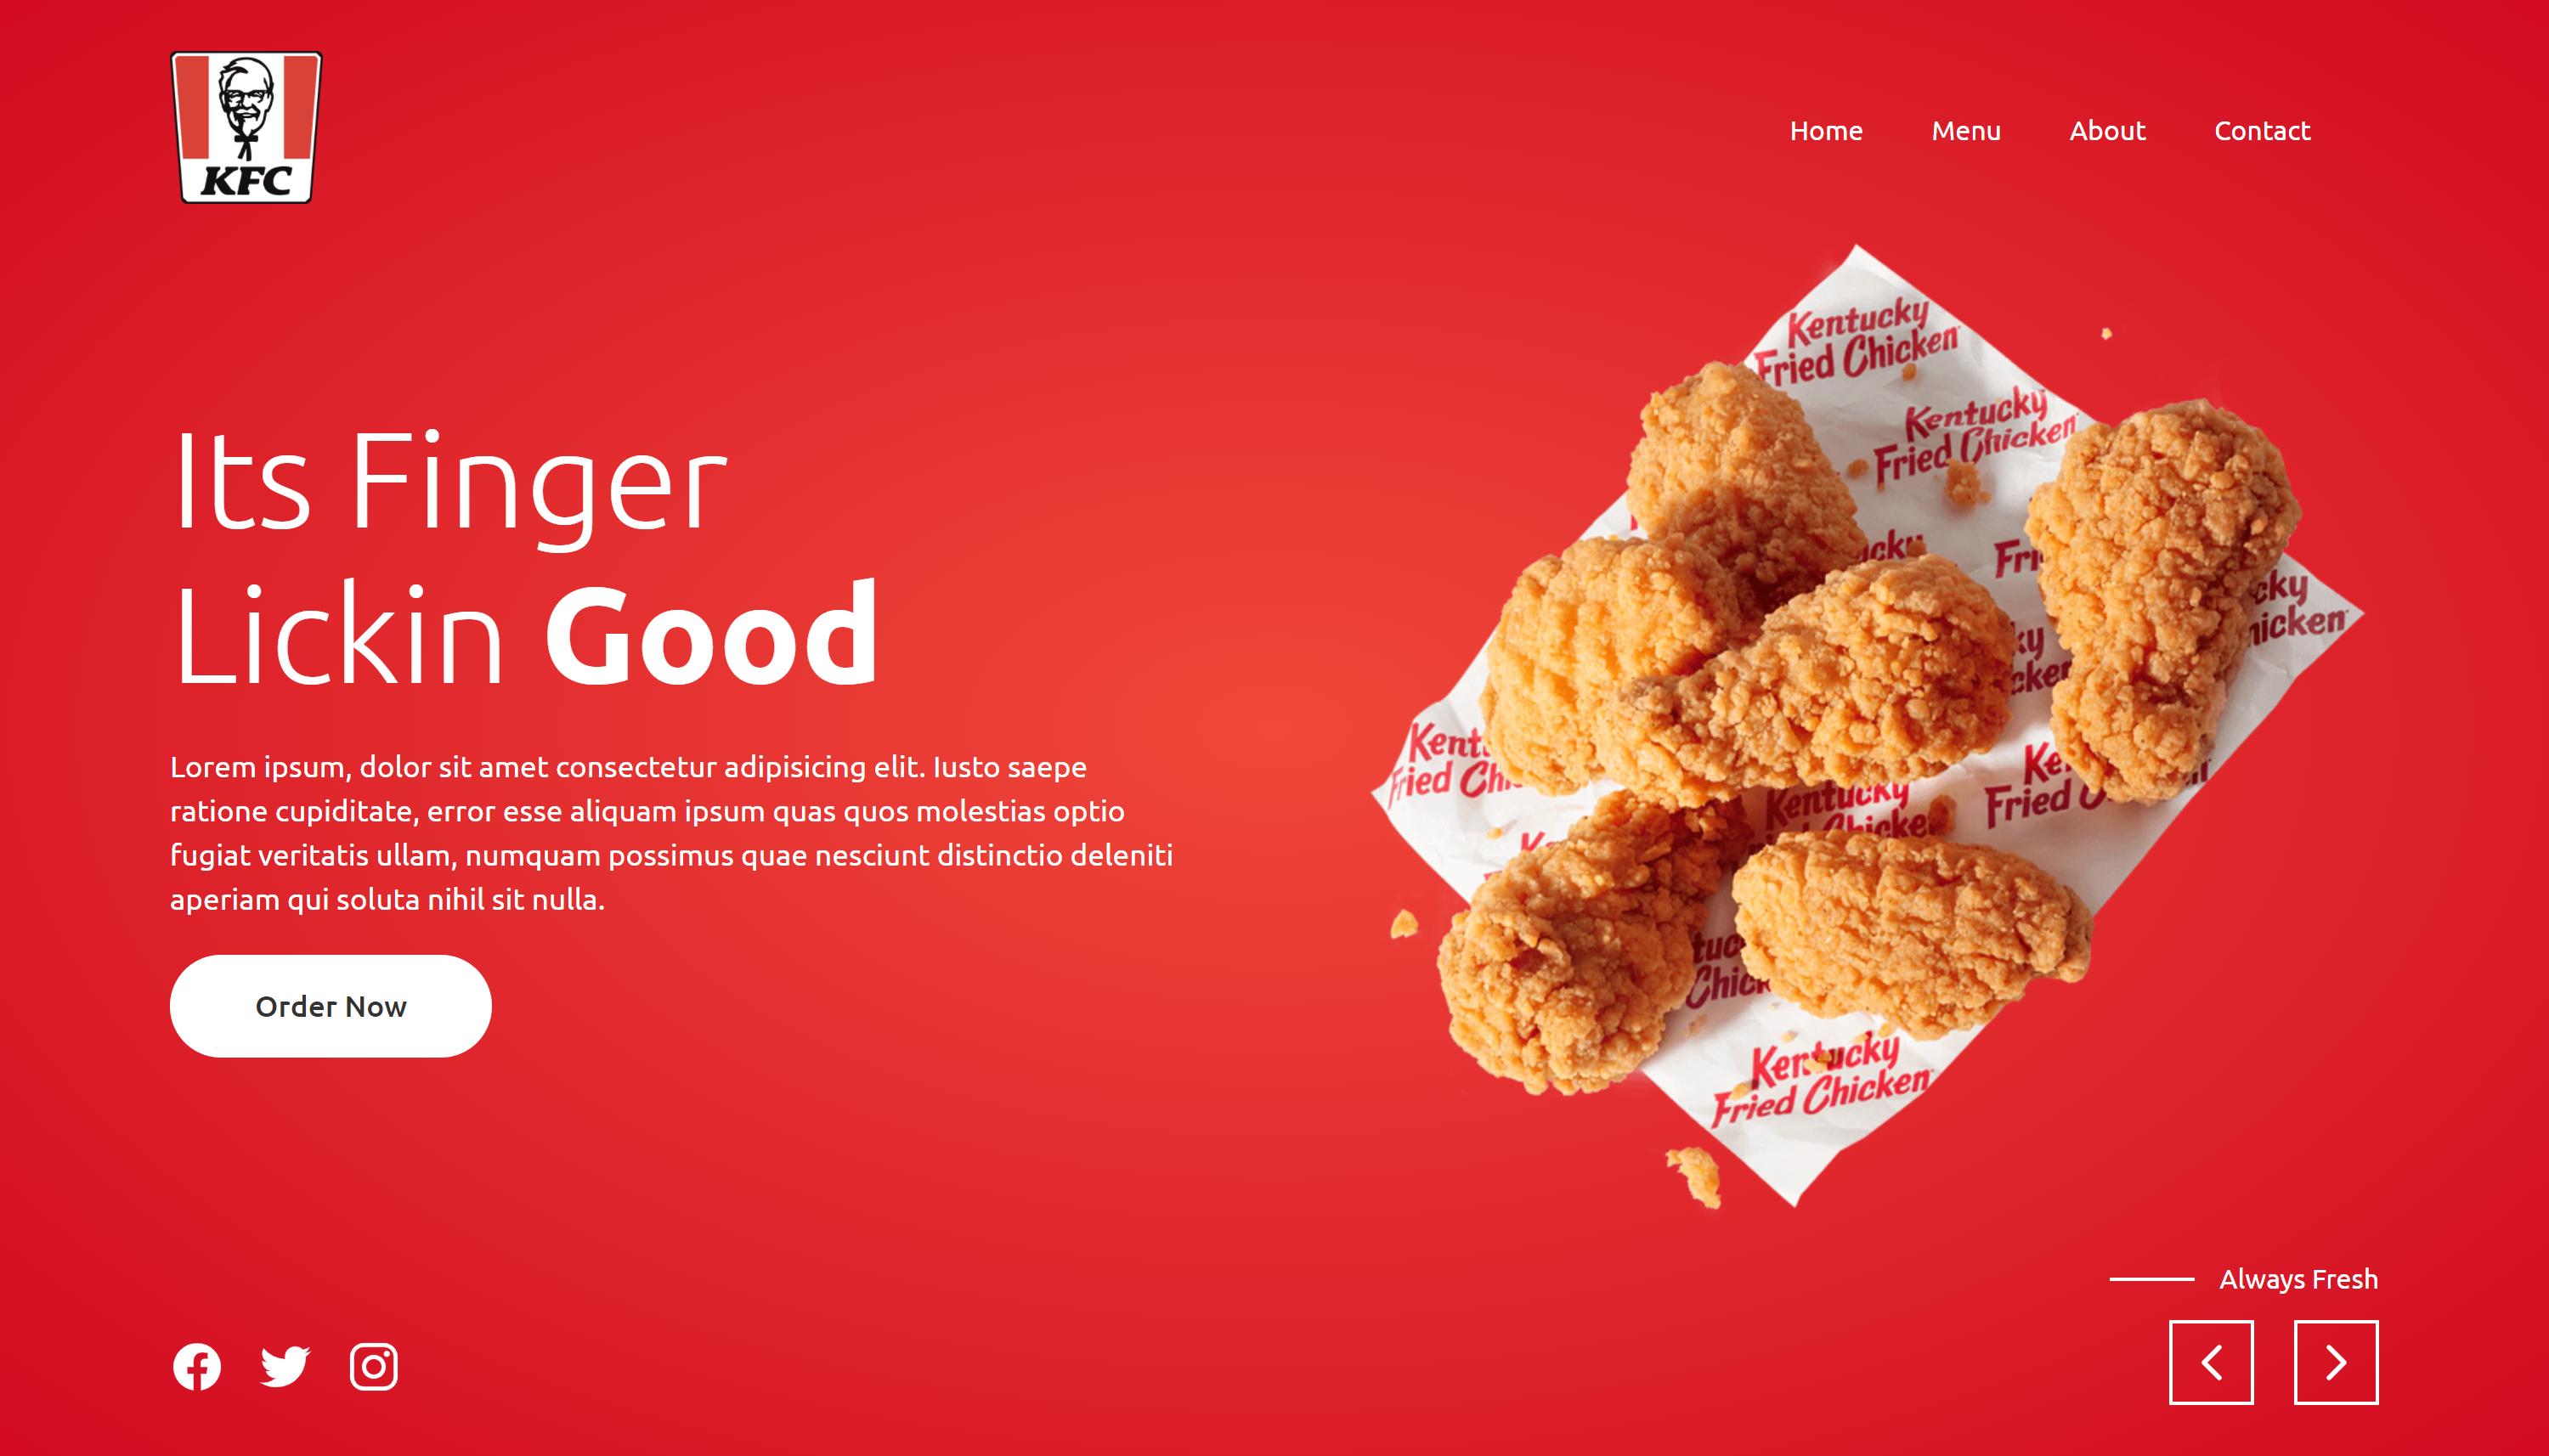 KFC
Home Menu About Contact
Its Finger
Lickin Good
Lorem ipsum, dolor sit amet consectetur adipisicing elit. Iusto saepe
ratione cupiditate, error esse aliquam ipsum quas quos molestias optio
fugiat veritatis ullam, numquam possimus quae nesciunt distinctio deleniti
aperiam qui soluta nihil sit nulla.
Order Now
Kentucky
Fried Chicken
Kentucky
Fried Chicken
Kentucky
Fried Chicken
Always Fresh